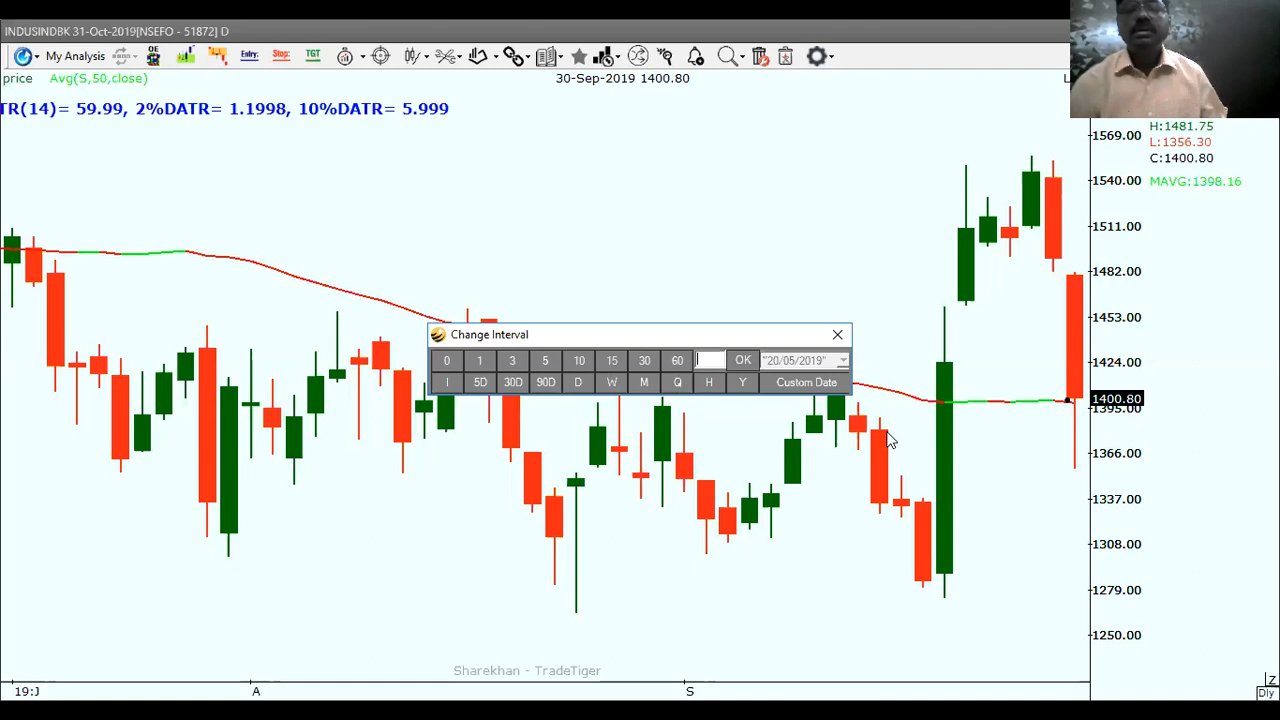 INDUSINDBK 31-Oct-2019[NSEFO - 51872] D
My Analysis OE Entry: Stop: TGT
price Avg(S,50,close) 30-Sep-2019 1400.80 L
TR(14)= 59.99, 2%DATR= 1.1998, 10%DATR= 5.999
H:1481.75
L:1356.30
C:1400.80
MAVG:1398.16
1569.00
1540.00
1511.00
1482.00
1453.00
1424.00
1400.80
1395.00
1366.00
1337.00
1308.00
1279.00
1250.00
Change Interval
0 1 3 5 10 15 30 60 OK "20/05/2019"
I 5D 30D 90D D W M Q H Y Custom Date
Sharekhan - TradeTiger
19:J A S
Z
Dly